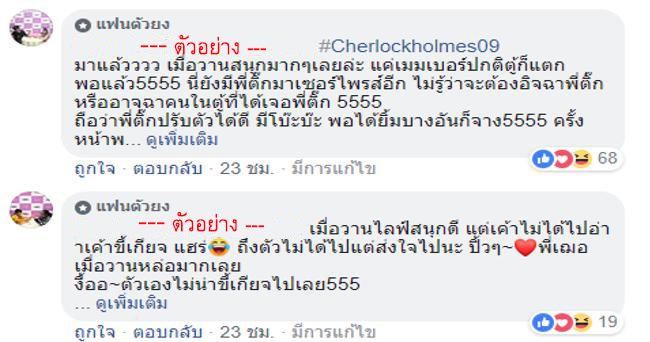 แฟนตัวยง
--- ตัวอย่าง --- #Cherlockholmes09
มาแล้วววว เมื่อวานสนุกมากๆเลยล่ะ แค่เมมเบอร์ปกติตู้ก็แตก
พอแล้ว5555 นี่ยังมีพี่ติ๊กมาเซอร์ไพรส์อีก ไม่รู้ว่าจะต้องอิจฉาพี่ติ๊ก
หรืออาจฉาคนในตู้ที่ได้เจอพี่ติ๊ก 5555
ถือว่าพี่ติ๊กปรับตัวได้ดี มีโบ๊ะบ๊ะ พอได้ยิ้มบางอันก็จาง5555 ครั้ง
หน้าพ... ดูเพิ่มเติม
68
ถูกใจ · ตอบกลับ · 23 ชม. · มีการแก้ไข
แฟนตัวยง
--- ตัวอย่าง --- เมื่อวานไลฟ์สนุกดี แต่เค้าไม่ได้ไปอ่า
าเค้าขี้เกียจ แฮร่😂 ถึงตัวไม่ได้ไปแต่ส่งใจไปนะ ปิ้วๆ~❤️พี่เฌอ
เมื่อวานหล่อมากเลย
งื้ออ~ตัวเองไม่น่าขี้เกียจไปเลย555
... ดูเพิ่มเติม
19
ถูกใจ · ตอบกลับ · 23 ชม. · มีการแก้ไข